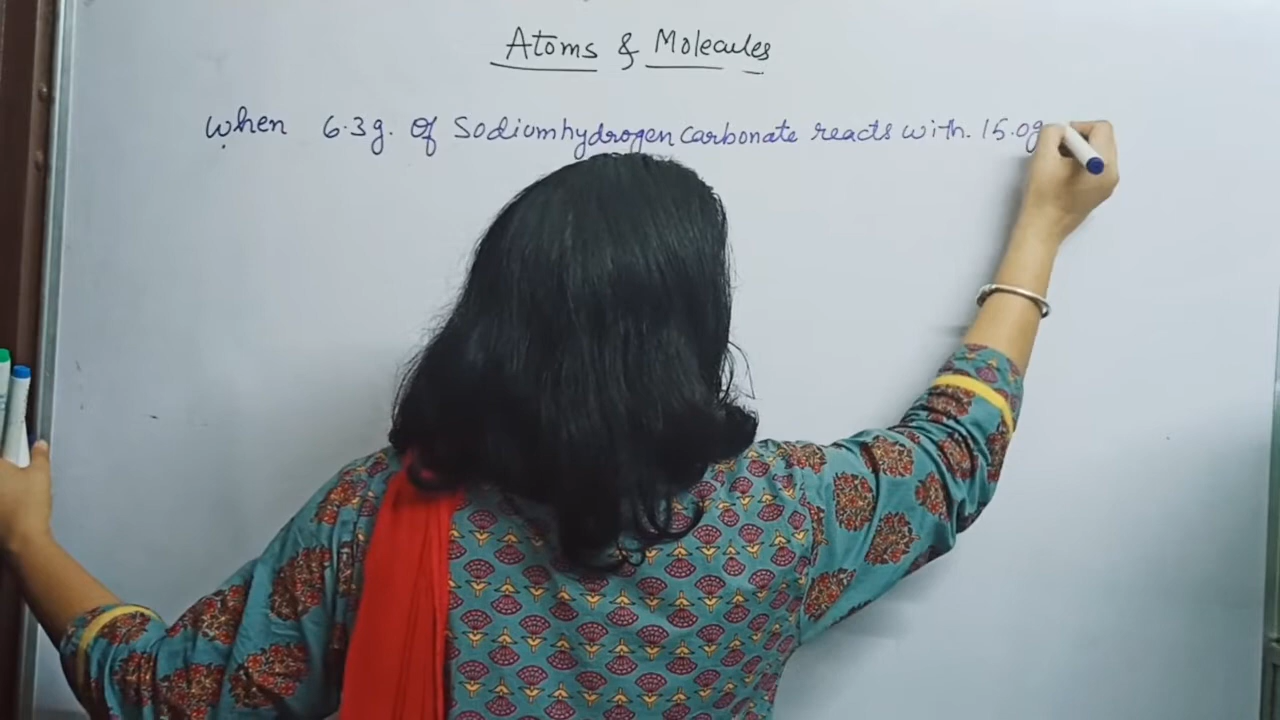 Atoms & Molecules
When 6.3g. of Sodiumhydrogen carbonate reacts with. 15.0g